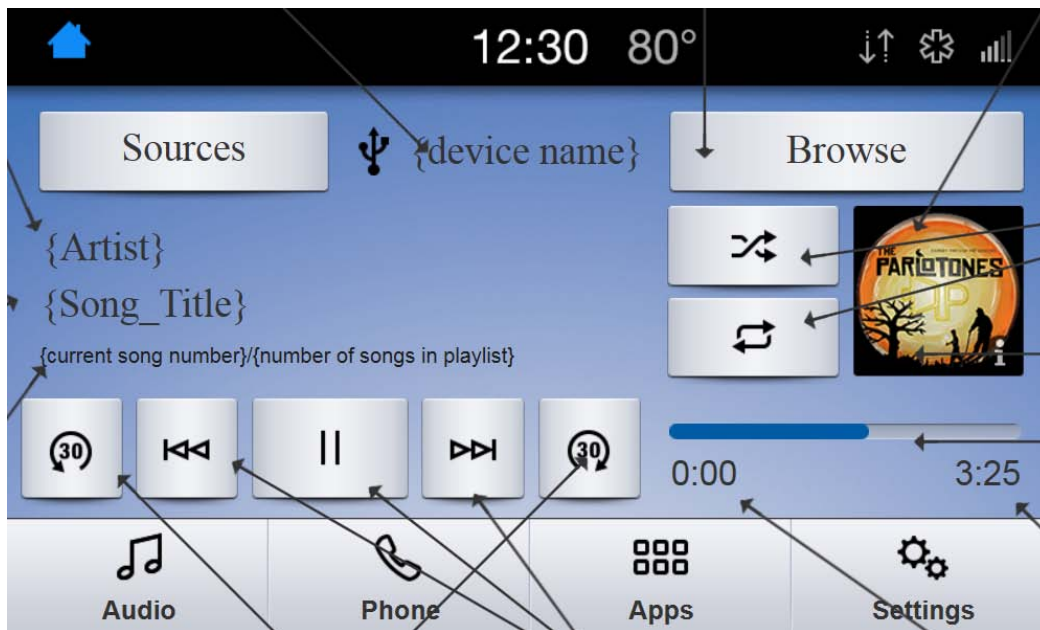 12:30 80°
Sources {device name} Browse
{Artist}
{Song_Title}
{current song number}/{number of songs in playlist}
THE
PARLOTONES
30 30
0:00 3:25
Audio Phone Apps Settings